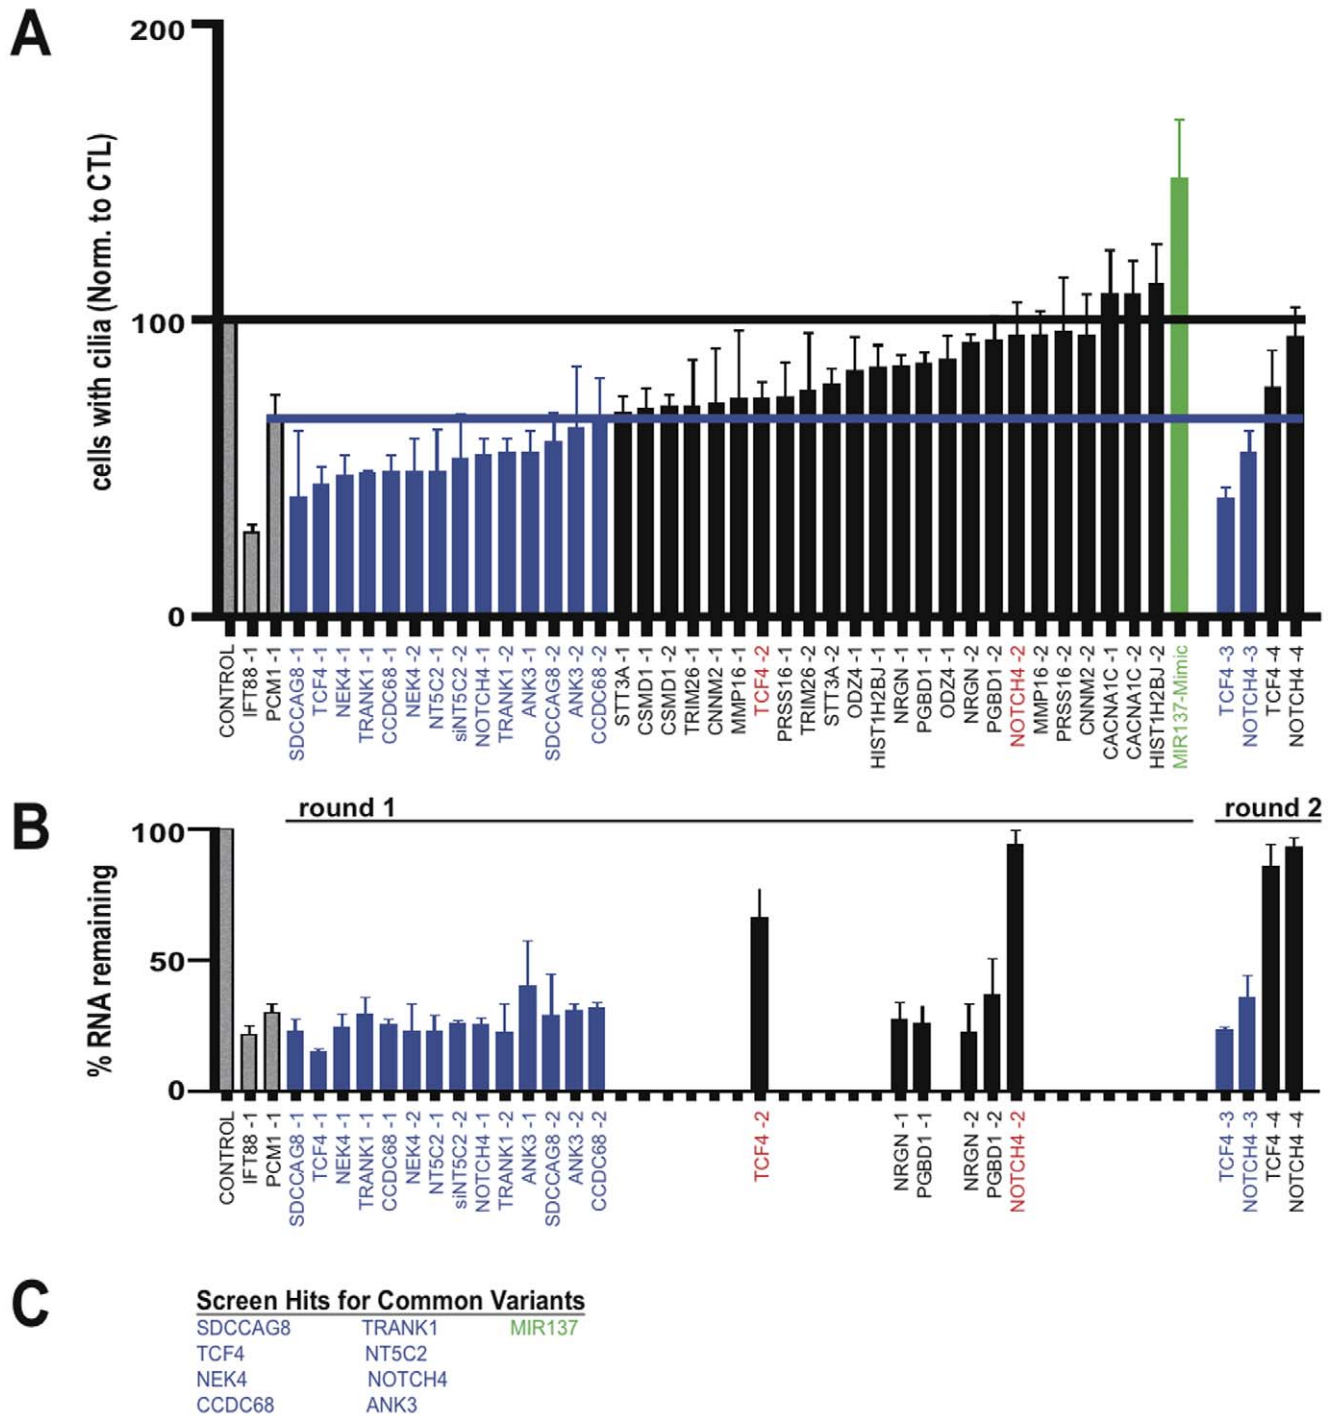 A
200
100
0
cells with cilia (Norm. to CTL)
CONTROL
IFT88 -1
PCM1 -1
SDCCAG8 -1
TCF4 -1
NEK4 -1
TRANK1 -1
CCDC68 -1
NEK4 -2
NT5C2 -1
siNT5C2 -2
NOTCH4 -1
TRANK1 -2
ANK3 -1
SDCCAG8 -2
ANK3 -2
CCDC68 -2
STT3A -1
CSMD1 -1
CSMD1 -2
TRIM26 -1
CNNM2 -1
MMP16 -1
TCF4 -2
PRSS16 -1
TRIM26 -2
STT3A -2
ODZ4 -1
HIST1H2BJ -1
NRGN -1
PGBD1 -1
ODZ4 -1
NRGN -2
PGBD1 -2
NOTCH4 -2
MMP16 -2
PRSS16 -2
CNNM2 -2
CACNA1C -1
CACNA1C -2
HIST1H2BJ -2
MIR137-Mimic
TCF4 -3
NOTCH4 -3
TCF4 -4
NOTCH4 -4
B
round 1
round 2
100
50
0
% RNA remaining
CONTROL
IFT88 -1
PCM1 -1
SDCCAG8 -1
TCF4 -1
NEK4 -1
TRANK1 -1
CCDC68 -1
NEK4 -2
NT5C2 -1
siNT5C2 -2
NOTCH4 -1
TRANK1 -2
ANK3 -1
SDCCAG8 -2
ANK3 -2
CCDC68 -2
TCF4 -2
NRGN -1
PGBD1 -1
NRGN -2
PGBD1 -2
NOTCH4 -2
TCF4 -3
NOTCH4 -3
TCF4 -4
NOTCH4 -4
C
Screen Hits for Common Variants
SDCCAG8 TRANK1 MIR137
TCF4 NT5C2
NEK4 NOTCH4
CCDC68 ANK3